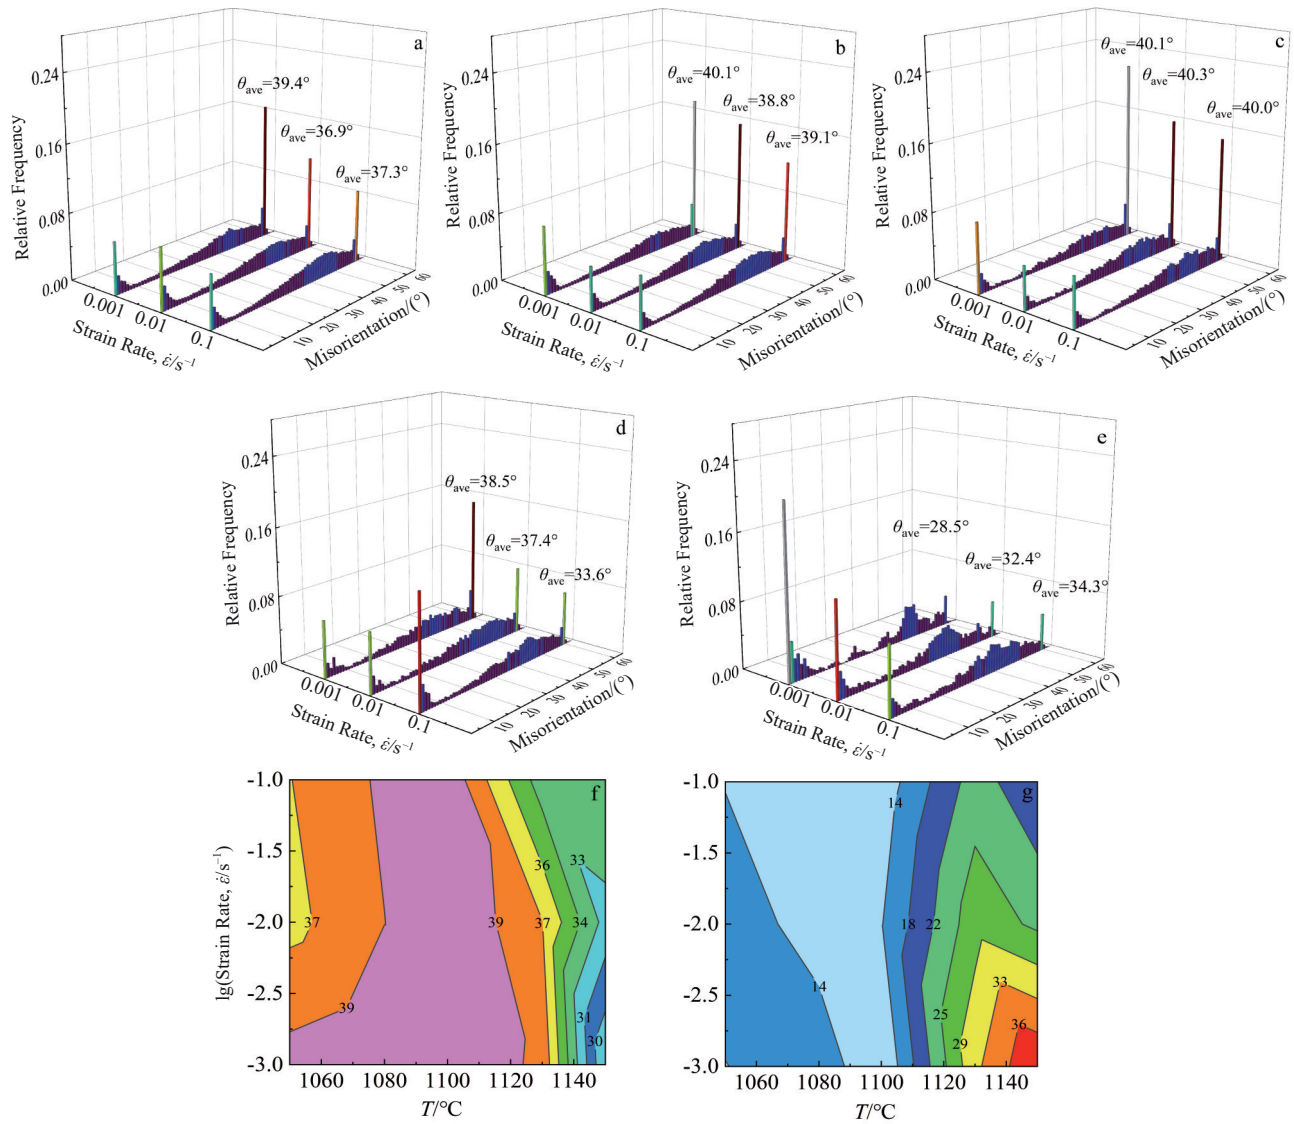 a
θave=39.4°
θave=36.9°
θave=37.3°
Relative Frequency
0.24
0.16
0.08
0.00
0.001
0.01
0.1
Strain Rate, ε̇/s⁻¹
10
20
30
40
50
60
Misorientation/(°)
b
θave=40.1°
θave=38.8°
θave=39.1°
Relative Frequency
0.24
0.16
0.08
0.00
0.001
0.01
0.1
Strain Rate, ε̇/s⁻¹
10
20
30
40
50
60
Misorientation/(°)
c
θave=40.1°
θave=40.3°
θave=40.0°
Relative Frequency
0.24
0.16
0.08
0.00
0.001
0.01
0.1
Strain Rate, ε̇/s⁻¹
10
20
30
40
50
60
Misorientation/(°)
d
θave=38.5°
θave=37.4°
θave=33.6°
Relative Frequency
0.24
0.16
0.08
0.00
0.001
0.01
0.1
Strain Rate, ε̇/s⁻¹
10
20
30
40
50
60
Misorientation/(°)
e
θave=28.5°
θave=32.4°
θave=34.3°
Relative Frequency
0.24
0.16
0.08
0.00
0.001
0.01
0.1
Strain Rate, ε̇/s⁻¹
10
20
30
40
50
60
Misorientation/(°)
f
lg(Strain Rate, ε̇/s⁻¹)
-1.0
-1.5
-2.0
-2.5
-3.0
37
39
39
37
36
33
34
31
30
1060 1080 1100 1120 1140
T/°C
g
-1.0
-1.5
-2.0
-2.5
-3.0
14
14
18
22
25
29
33
36
1060 1080 1100 1120 1140
T/°C